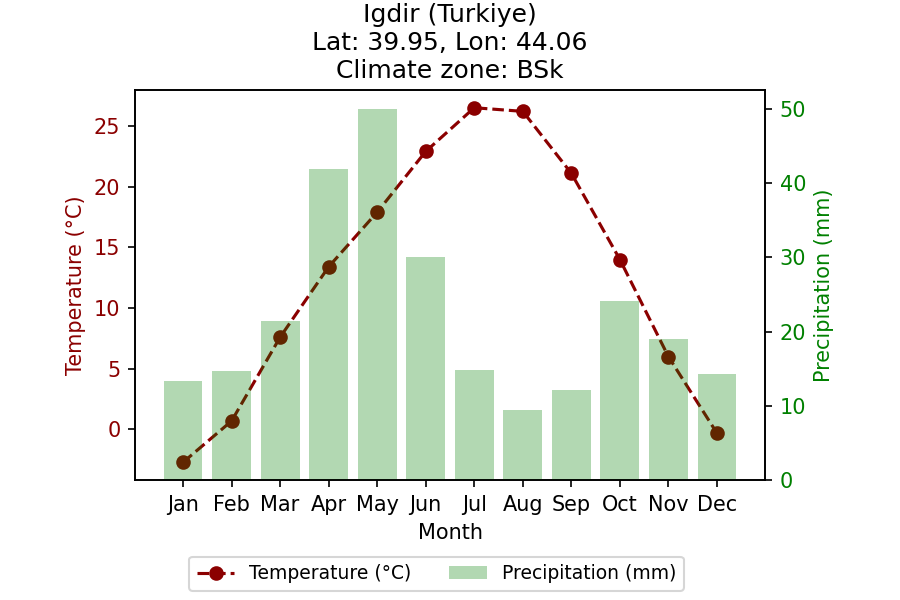 Igdir (Turkiye)
Lat: 39.95, Lon: 44.06
Climate zone: BSk
Temperature (°C)
25
20
15
10
5
0
Precipitation (mm)
50
40
30
20
10
0
Jan Feb Mar Apr May Jun Jul Aug Sep Oct Nov Dec
Month
Temperature (°C) Precipitation (mm)